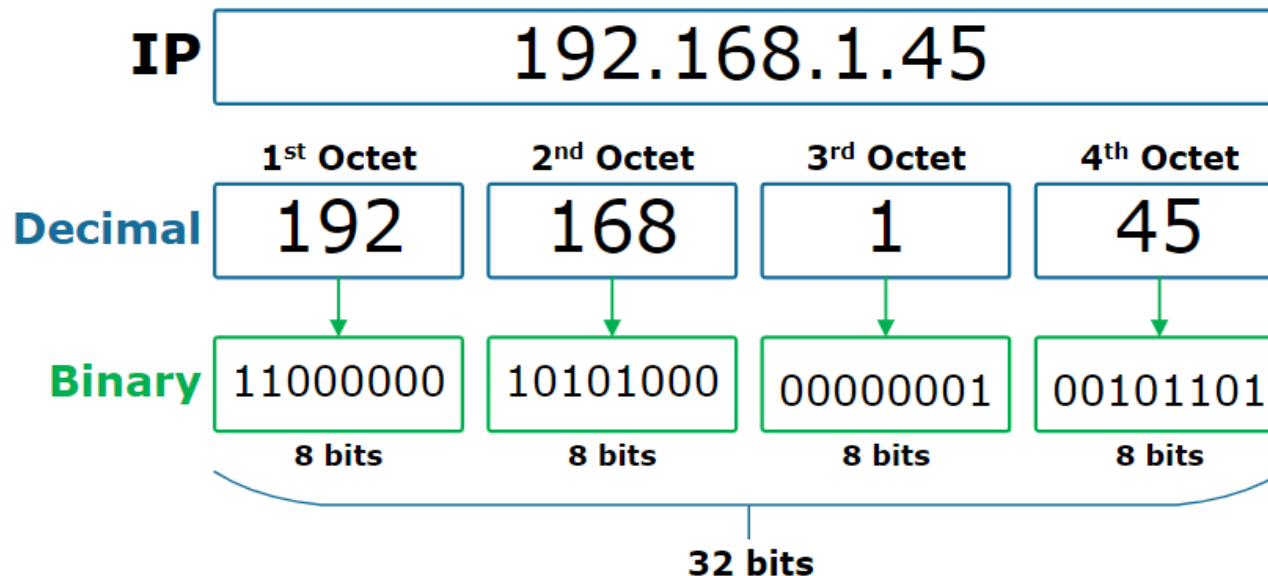 IP 192.168.1.45
1st Octet 2nd Octet 3rd Octet 4th Octet
Decimal 192 168 1 45
Binary 11000000 10101000 00000001 00101101
8 bits 8 bits 8 bits 8 bits
32 bits